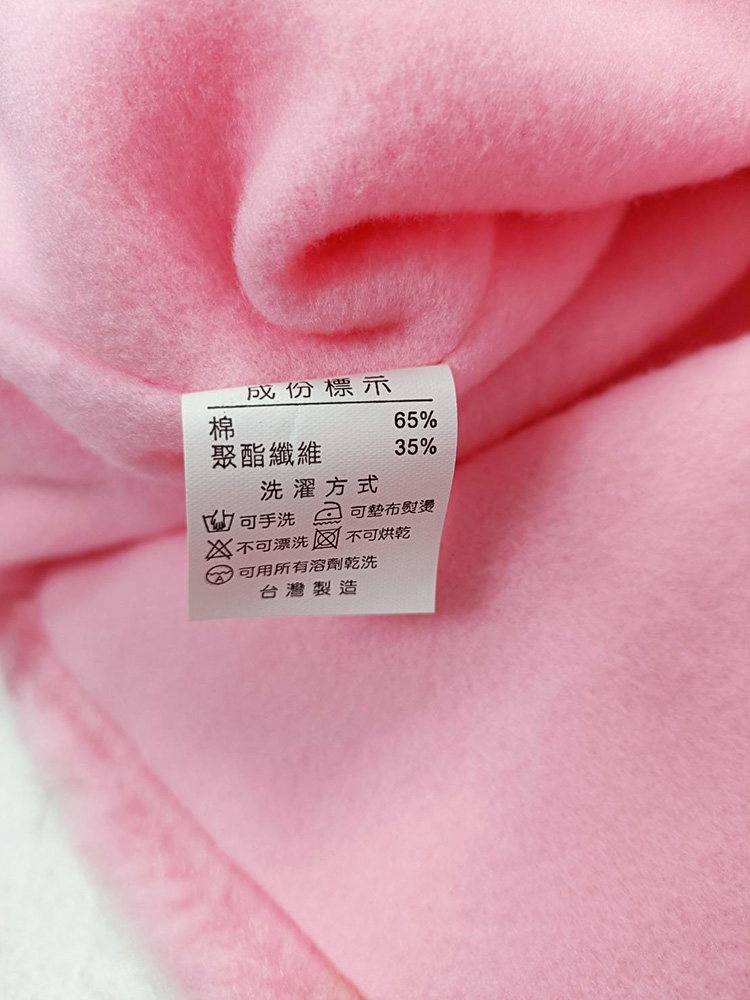 成份標示
棉 65%
聚酯纖維 35%
洗濯方式
可手洗 可墊布熨燙
不可漂洗 不可烘乾
A 可用所有溶劑乾洗
台灣製造